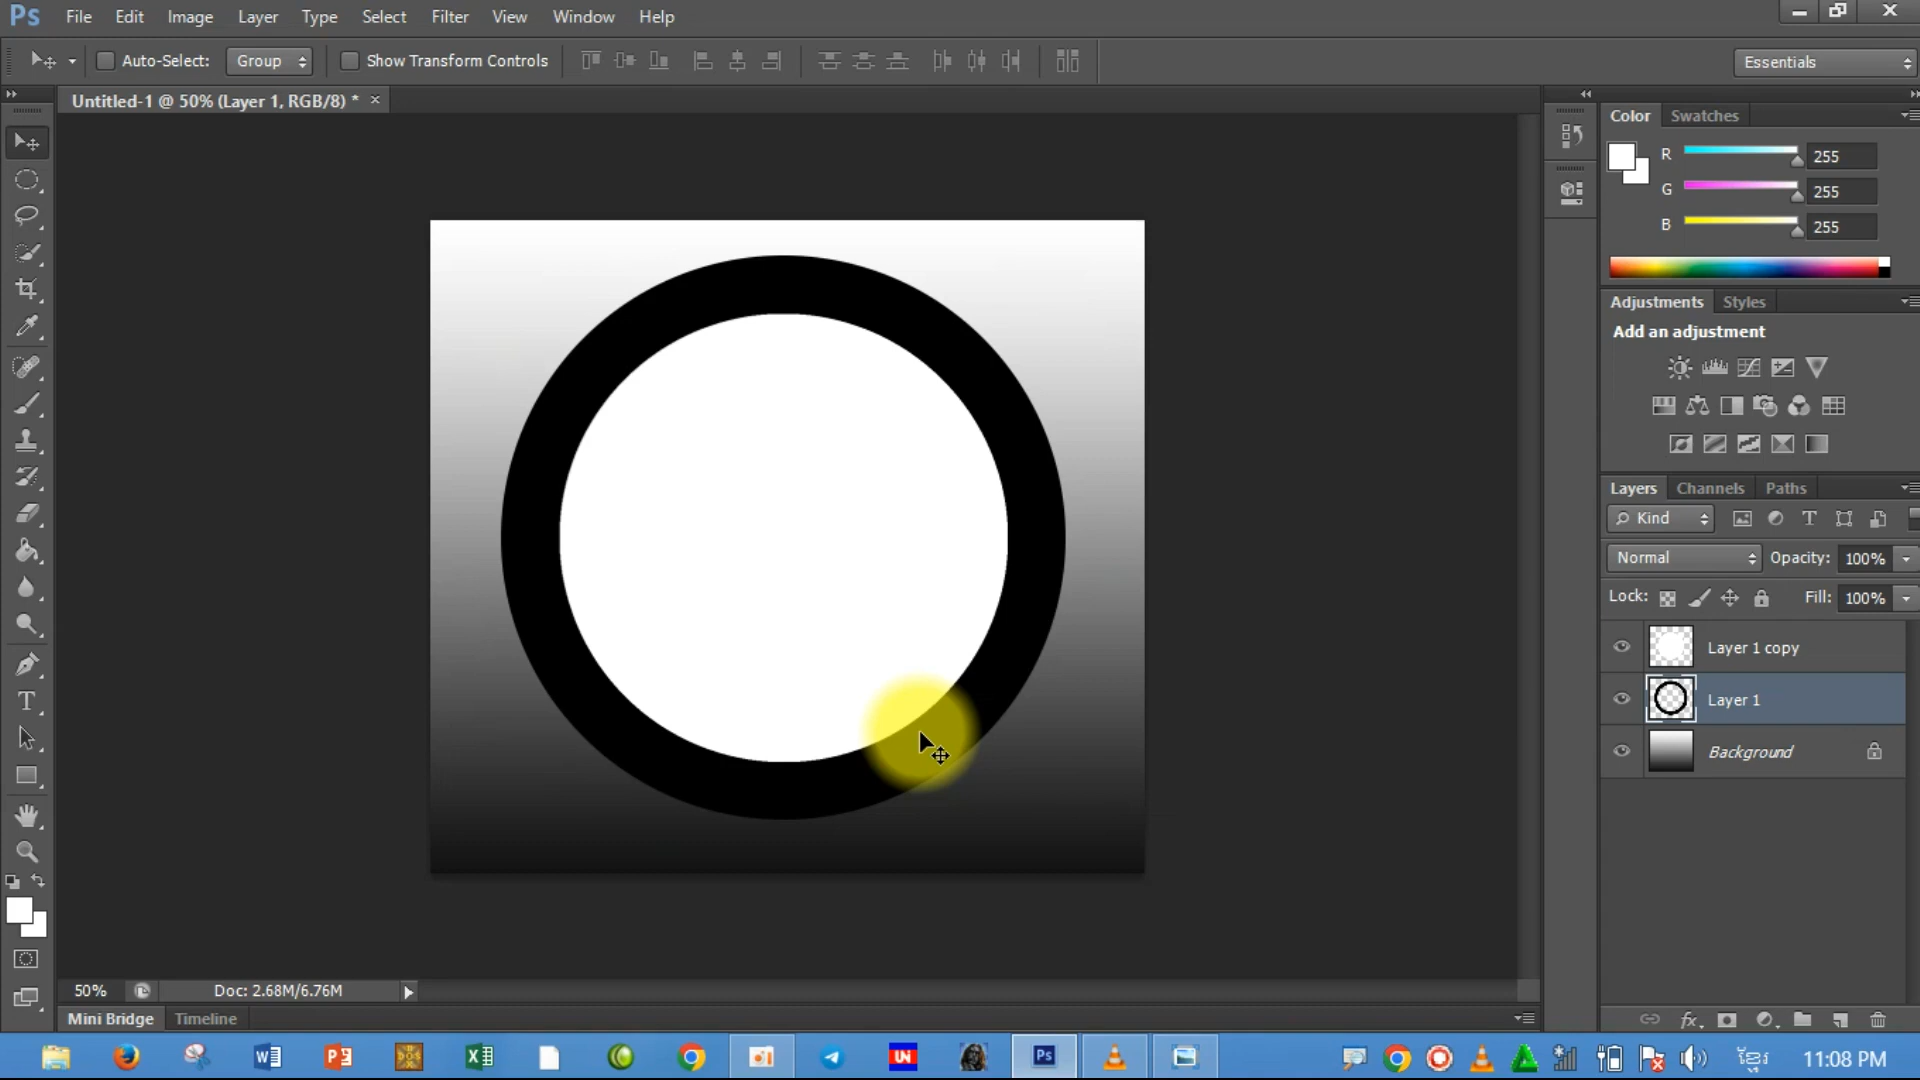 Ps File Edit Image Layer Type Select Filter View Window Help
Auto-Select: Group Show Transform Controls Essentials
Untitled-1 @ 50% (Layer 1, RGB/8) * ×
Color Swatches
R 255
G 255
B 255
Adjustments Styles
Add an adjustment
Layers Channels Paths
Kind
Normal Opacity: 100%
Lock: Fill: 100%
Layer 1 copy
Layer 1
Background
50% Doc: 2.68M/6.76M
Mini Bridge Timeline
Ps
UN
11:08 PM